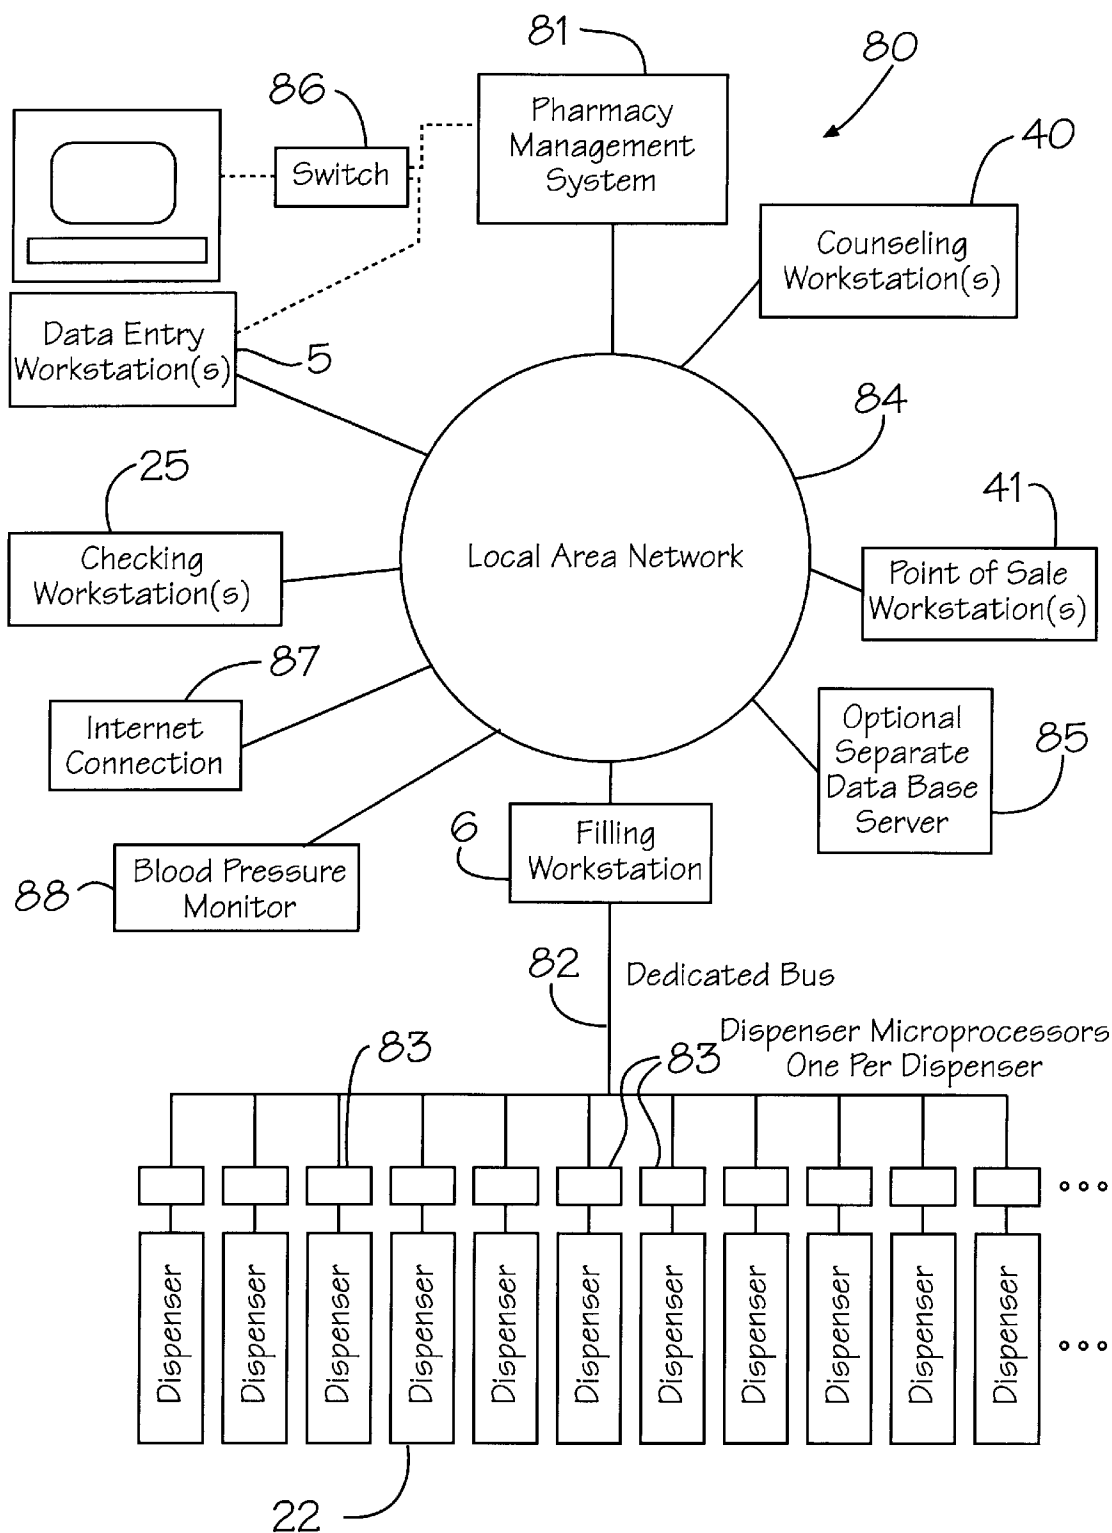 81
80
86
Pharmacy
Management
System
40
Switch
Counseling
Workstation(s)
Data Entry
Workstation(s)
5
84
25
41
Local Area Network
Checking
Workstation(s)
Point of Sale
Workstation(s)
87
Internet
Connection
Optional
Separate
Data Base
Server
85
6
Filling
Workstation
Blood Pressure
Monitor
88
82
Dedicated Bus
Dispenser Microprocessors
One Per Dispenser
83
83
Dispenser
Dispenser
Dispenser
Dispenser
Dispenser
Dispenser
Dispenser
Dispenser
Dispenser
Dispenser
Dispenser
22